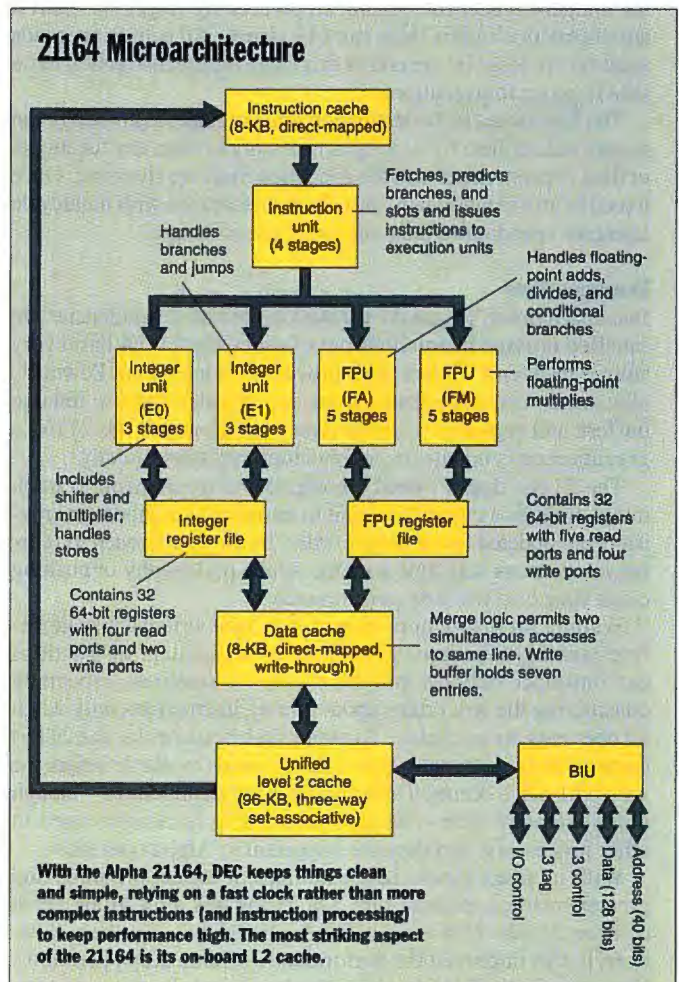 21164 Microarchitecture
Instruction cache
(8-KB, direct-mapped)
Instruction
unit
(4 stages)
Fetches, predicts
branches, and
slots and issues
instructions to
execution units
Handles
branches
and jumps
Handles floating-
point adds,
divides, and
conditional
branches
Integer
unit
(E0)
3 stages
Integer
unit
(E1)
3 stages
FPU
(FA)
5 stages
FPU
(FM)
5 stages
Performs
floating-point
multiplies
Includes
shifter and
multiplier;
handles
stores
Integer
register file
FPU register
file
Contains 32
64-bit registers
with five read
ports and four
write ports
Contains 32
64-bit registers
with four read
ports and two
write ports
Data cache
(8-KB, direct-mapped,
write-through)
Merge logic permits two
simultaneous accesses
to same line. Write
buffer holds seven
entries.
Unified
level 2 cache
(96-KB, three-way
set-associative)
BIU
I/O control
L3 tag
L3 control
Data (128 bits)
Address (40 bits)
With the Alpha 21164, DEC keeps things clean
and simple, relying on a fast clock rather than more
complex instructions (and instruction processing)
to keep performance high. The most striking aspect
of the 21164 is its on-board L2 cache.